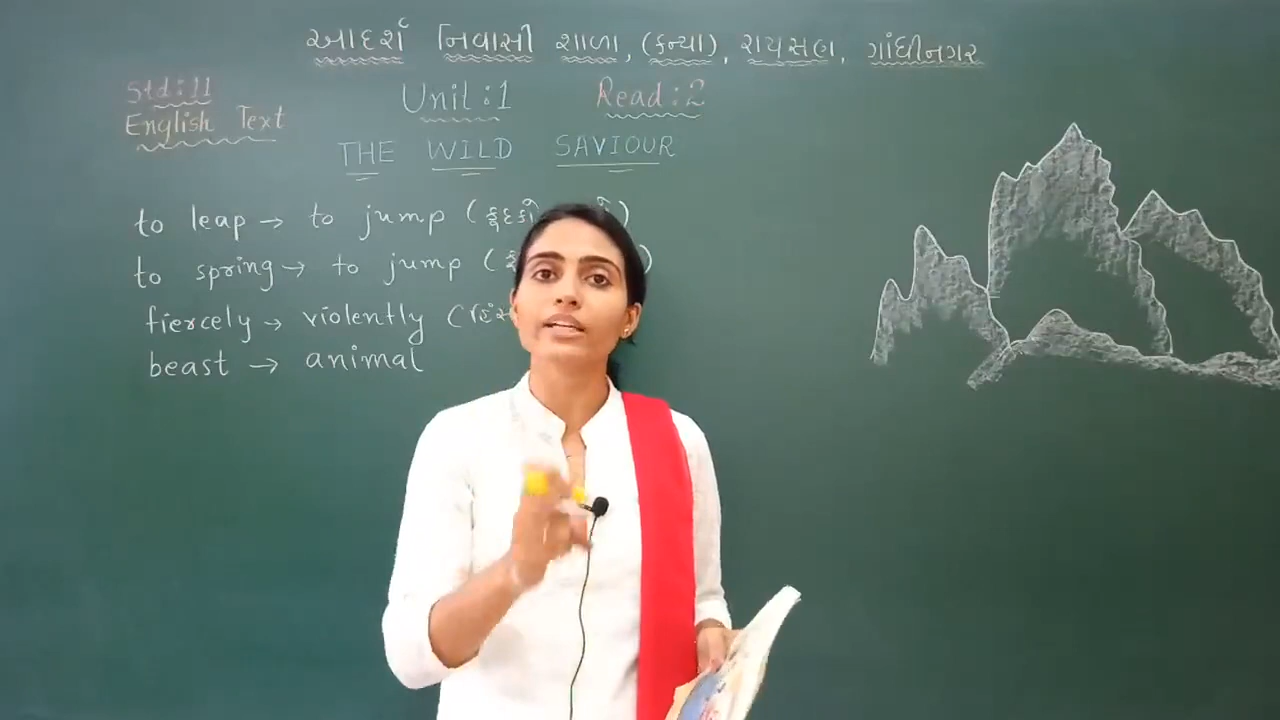 આદર્શ નિવાસી શાળા, (કન્યા), રાયસણ, ગાંધીનગર
Std:11
English Text
Unit:1 Read:2
THE WILD SAVIOUR
to leap → to jump
to spring → to jump
fiercely → violently
beast → animal